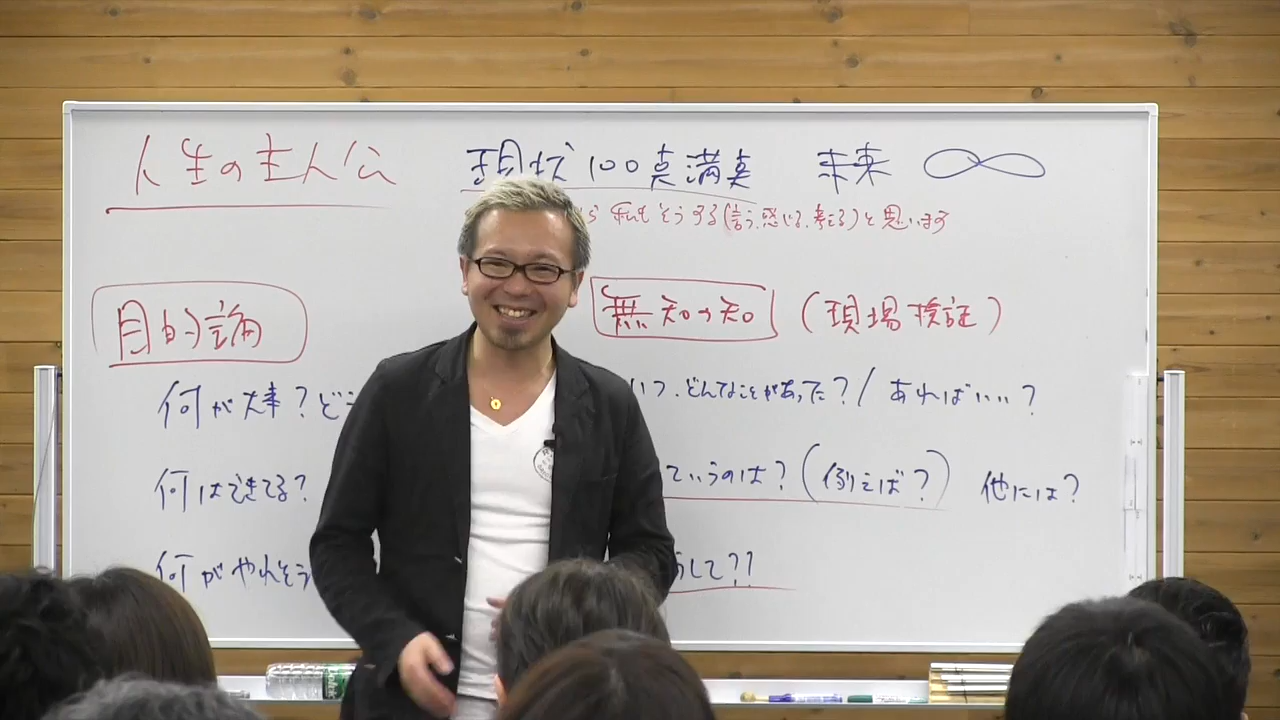 人生の主人公 現状100点満点 未来 ∞
私もそうする(言う、感じる、考える)と思います
目的論 無知の知 (現場検証)
何が大事?ど いつ、どんなことがあった?/あればいい?
何はできてる? ていうのは?(例えば?) 他には?
何がやれそう して??